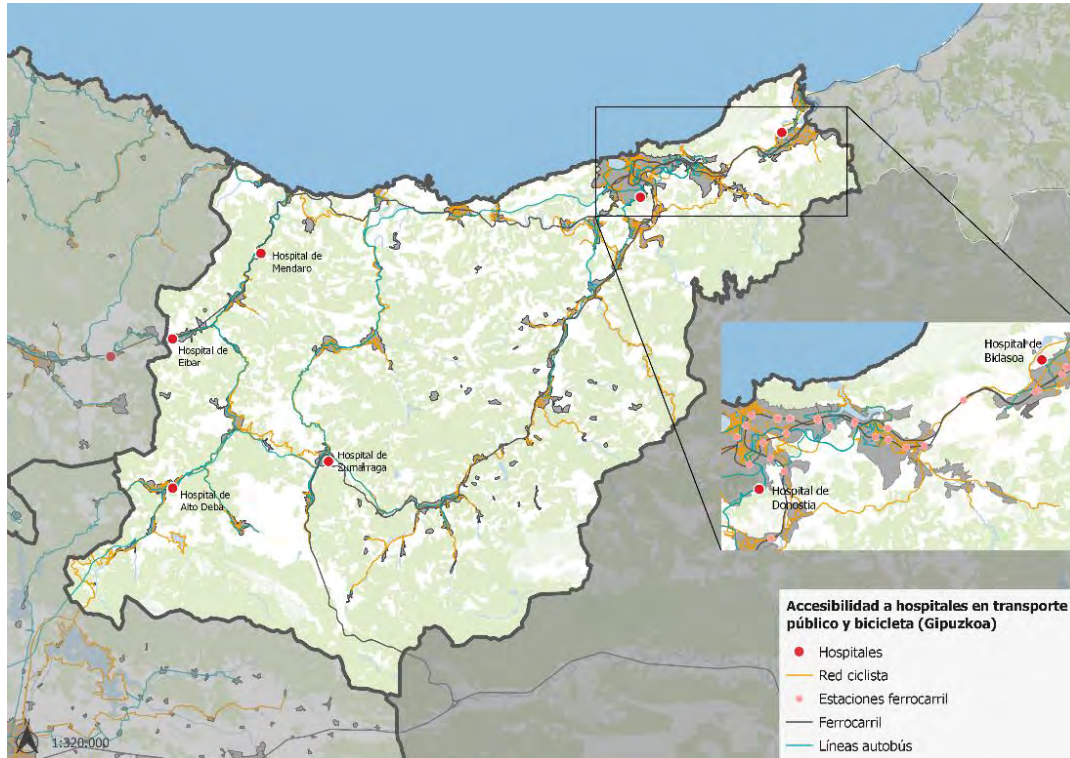 Hospital de
Mendaro
Hospital de
Eibar
Hospital de
Zumarraga
Hospital de
Alto Deba
Hospital de
Bidasoa
Hospital de
Donostia
Accesibilidad a hospitales en transporte
público y bicicleta (Gipuzkoa)
Hospitales
Red ciclista
Estaciones ferrocarril
Ferrocarril
Líneas autobús
1:320.000